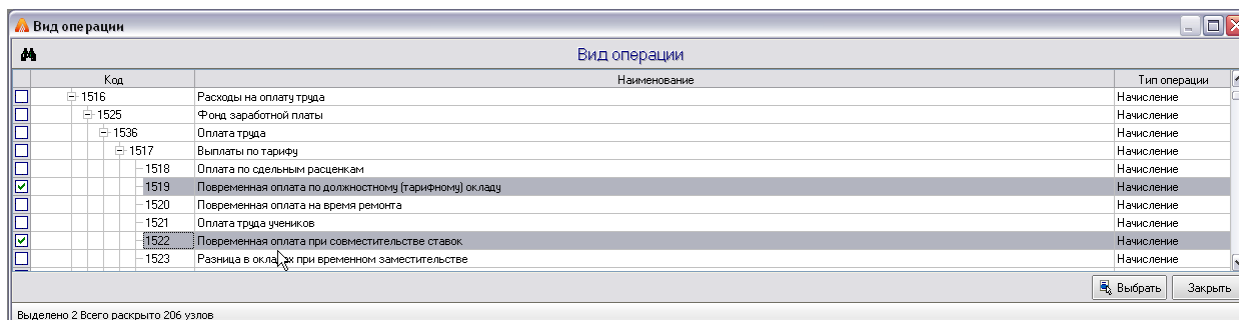 Вид операции
Вид операции
Код Наименование Тип операции
1516 Расходы на оплату труда Начисление
1525 Фонд заработной платы Начисление
1536 Оплата труда Начисление
1517 Выплаты по тарифу Начисление
1518 Оплата по сдельным расценкам Начисление
1519 Повременная оплата по должностному (тарифному) окладу Начисление
1520 Повременная оплата на время ремонта Начисление
1521 Оплата труда учеников Начисление
1522 Повременная оплата при совместительстве ставок Начисление
1523 Разница в окладах при временном заместительстве Начисление
Выбрать Закрыть
Выделено 2 Всего раскрыто 206 узлов